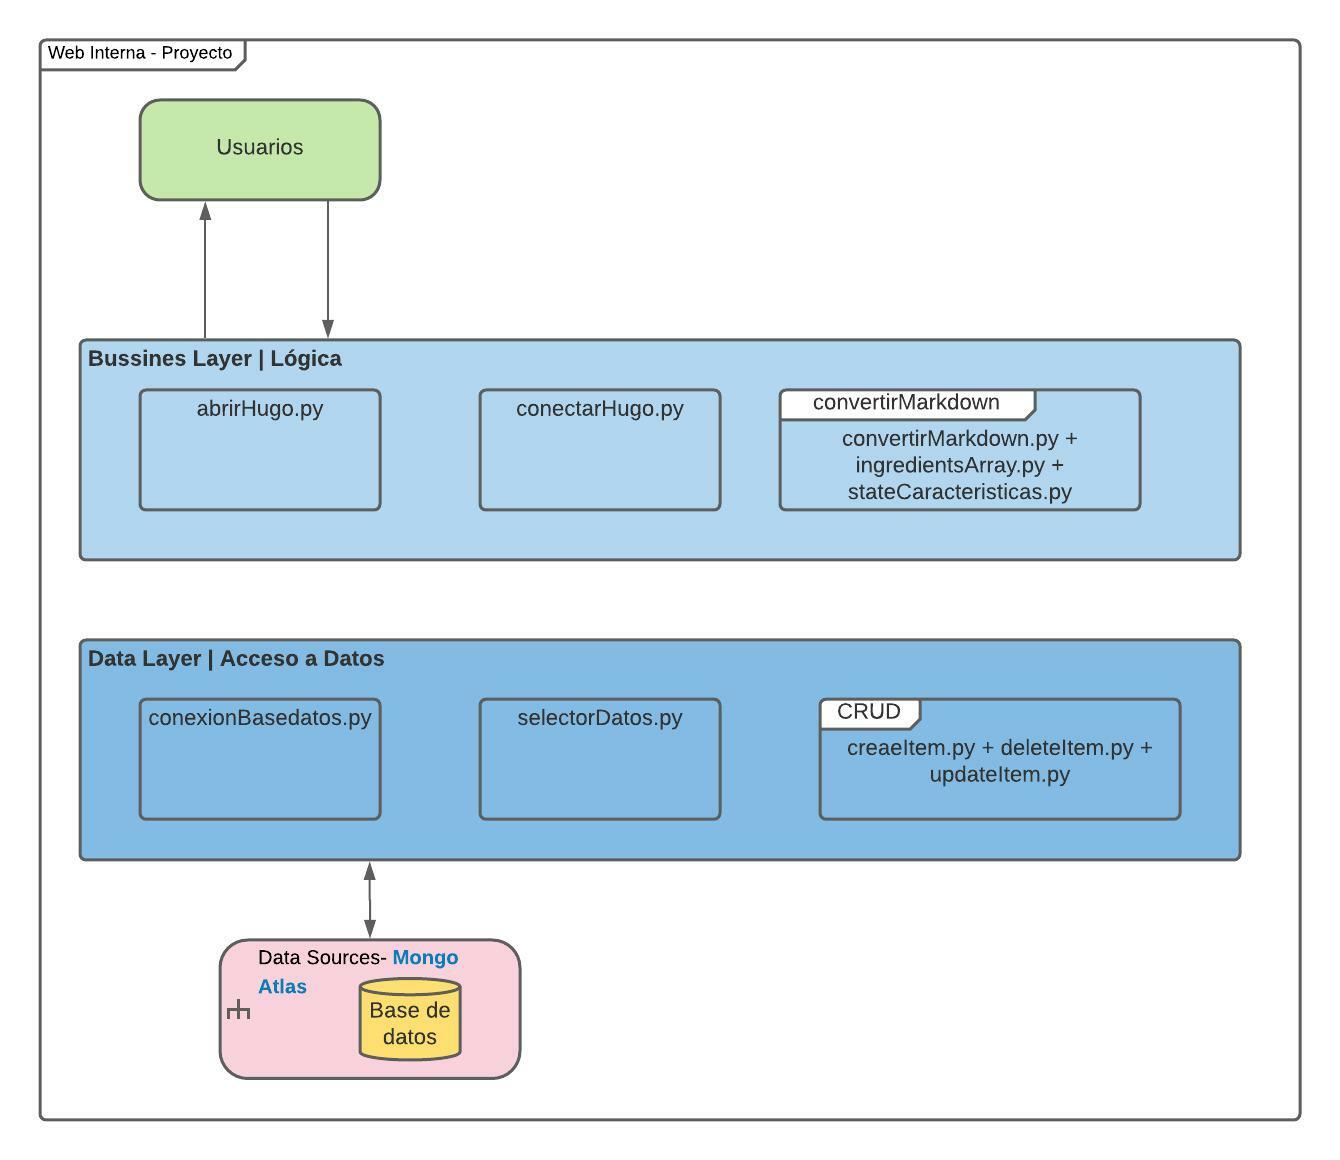 Web Interna - Proyecto
Usuarios
Bussines Layer | Lógica
abrirHugo.py
conectarHugo.py
convertirMarkdown
convertirMarkdown.py +
ingredientsArray.py +
stateCaracteristicas.py
Data Layer | Acceso a Datos
conexionBasedatos.py
selectorDatos.py
CRUD
creaeItem.py + deleteItem.py +
updateItem.py
Data Sources- Mongo
Atlas
Base de
datos